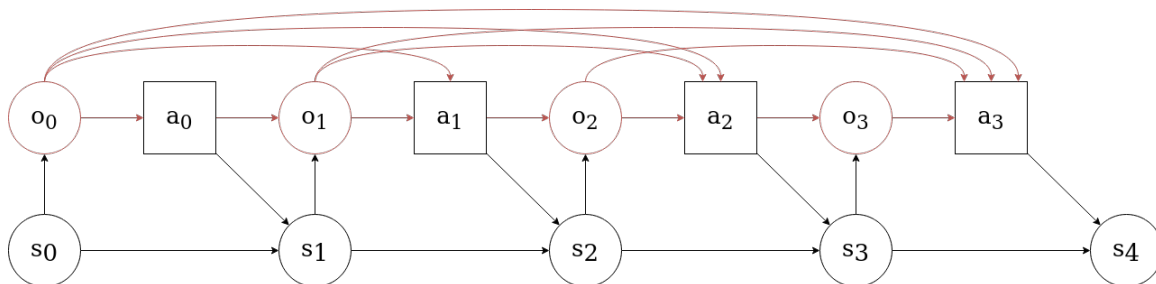 o₀ a₀ o₁ a₁ o₂ a₂ o₃ a₃
s₀ s₁ s₂ s₃ s₄